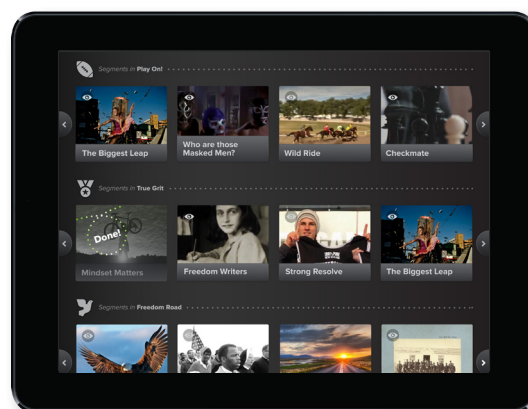 Segments in Play On!
The Biggest Leap
Who are those
Masked Men?
Wild Ride
Checkmate
Segments in True Grit
Done!
Mindset Matters
Freedom Writers
Strong Resolve
The Biggest Leap
Segments in Freedom Road